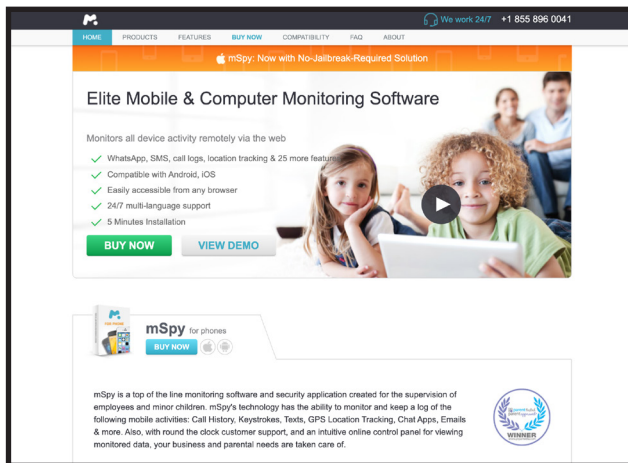 We work 24/7 +1 855 896 0041
HOME PRODUCTS FEATURES BUY NOW COMPATIBILITY FAQ ABOUT
mSpy: Now with No-Jailbreak-Required Solution
Elite Mobile & Computer Monitoring Software
Monitors all device activity remotely via the web
WhatsApp, SMS, call logs, location tracking & 25 more features
Compatible with Android, iOS
Easily accessible from any browser
24/7 multi-language support
5 Minutes Installation
BUY NOW VIEW DEMO
mSpy for phones
BUY NOW
mSpy is a top of the line monitoring software and security application created for the supervision of
employees and minor children. mSpy's technology has the ability to monitor and keep a log of the
following mobile activities: Call History, Keystrokes, Texts, GPS Location Tracking, Chat Apps, Emails
& more. Also, with round the clock customer support, and an intuitive online control panel for viewing
monitored data, your business and parental needs are taken care of.
WINNER